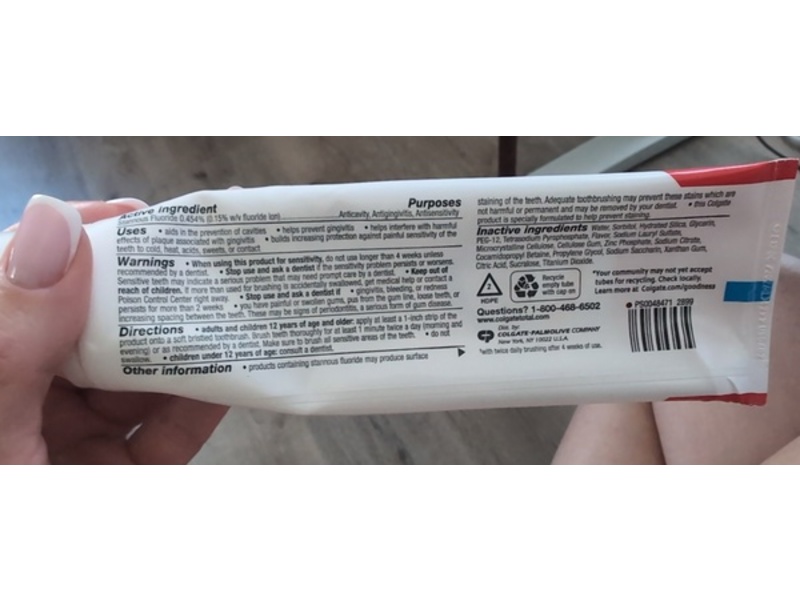 Active ingredient Purposes
Stannous Fluoride 0.454% (0.15% w/v fluoride ion) Anticavity, Antigingivitis, Antisensitivity
Uses • aids in the prevention of cavities • helps prevent gingivitis • helps interfere with harmful
effects of plaque associated with gingivitis • builds increasing protection against painful sensitivity of the
teeth to cold, heat, acids, sweets, or contact
Warnings • When using this product for sensitivity, do not use longer than 4 weeks unless
recommended by a dentist. • Stop use and ask a dentist if the sensitivity problem persists or worsens.
Sensitive teeth may indicate a serious problem that may need prompt care by a dentist. • Keep out of
reach of children. If more than used for brushing is accidentally swallowed, get medical help or contact a
Poison Control Center right away. • Stop use and ask a dentist if • gingivitis, bleeding, or redness
persists for more than 2 weeks. • you have painful or swollen gums, pus from the gum line, loose teeth, or
increasing spacing between the teeth. These may be signs of periodontitis, a serious form of gum disease.
Directions • adults and children 12 years of age and older: apply at least a 1-inch strip of the
product onto a soft bristled toothbrush. Brush teeth thoroughly for at least 1 minute twice a day (morning and
evening) or as recommended by a dentist. Make sure to brush all sensitive areas of the teeth. • do not
swallow. • children under 12 years of age: consult a dentist.
Other information • products containing stannous fluoride may produce surface
staining of the teeth. Adequate toothbrushing may prevent these stains which are
not harmful or permanent and may be removed by your dentist. • this Colgate
product is specially formulated to help prevent staining.
Inactive ingredients Water, Sorbitol, Hydrated Silica, Glycerin,
PEG-12, Tetrasodium Pyrophosphate, Flavor, Sodium Lauryl Sulfate,
Microcrystalline Cellulose, Cellulose Gum, Zinc Phosphate, Sodium Citrate,
Cocamidopropyl Betaine, Propylene Glycol, Sodium Saccharin, Xanthan Gum,
Citric Acid, Sucralose, Titanium Dioxide.
2
HDPE
Recycle
empty tube
with cap on
*Your community may not yet accept
tubes for recycling. Check locally.
Learn more at Colgate.com/goodness
Questions? 1-800-468-6502
www.colgatetotal.com
Dist. by:
COLGATE-PALMOLIVE COMPANY
New York, NY 10022 U.S.A.
*with twice daily brushing after 4 weeks of use.
PS0048471 2899